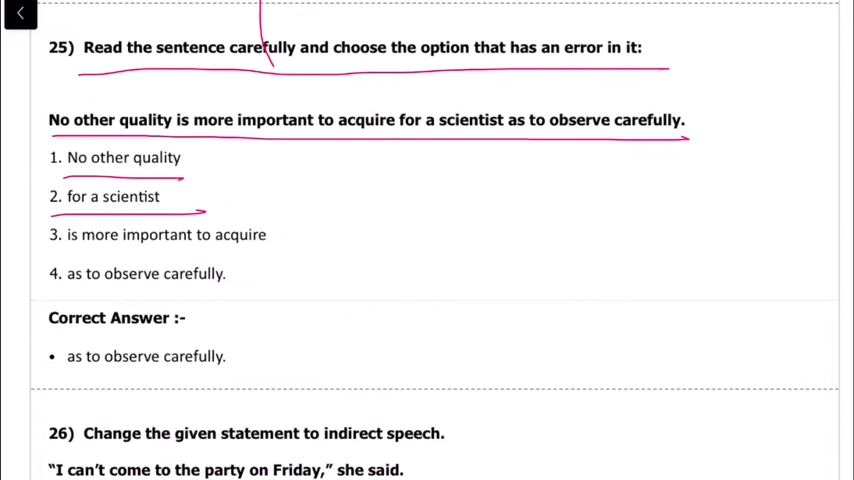 25) Read the sentence carefully and choose the option that has an error in it:
No other quality is more important to acquire for a scientist as to observe carefully.
1. No other quality
2. for a scientist
3. is more important to acquire
4. as to observe carefully.
Correct Answer :-
• as to observe carefully.
26) Change the given statement to indirect speech.
“I can’t come to the party on Friday,” she said.